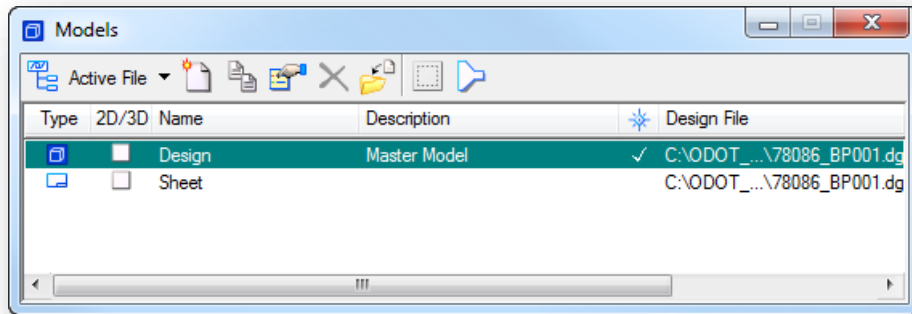 Models
Active File
Type 2D/3D Name Description Design File
Design Master Model C:\ODOT_...\78086_BP001.dg
Sheet C:\ODOT_...\78086_BP001.dg